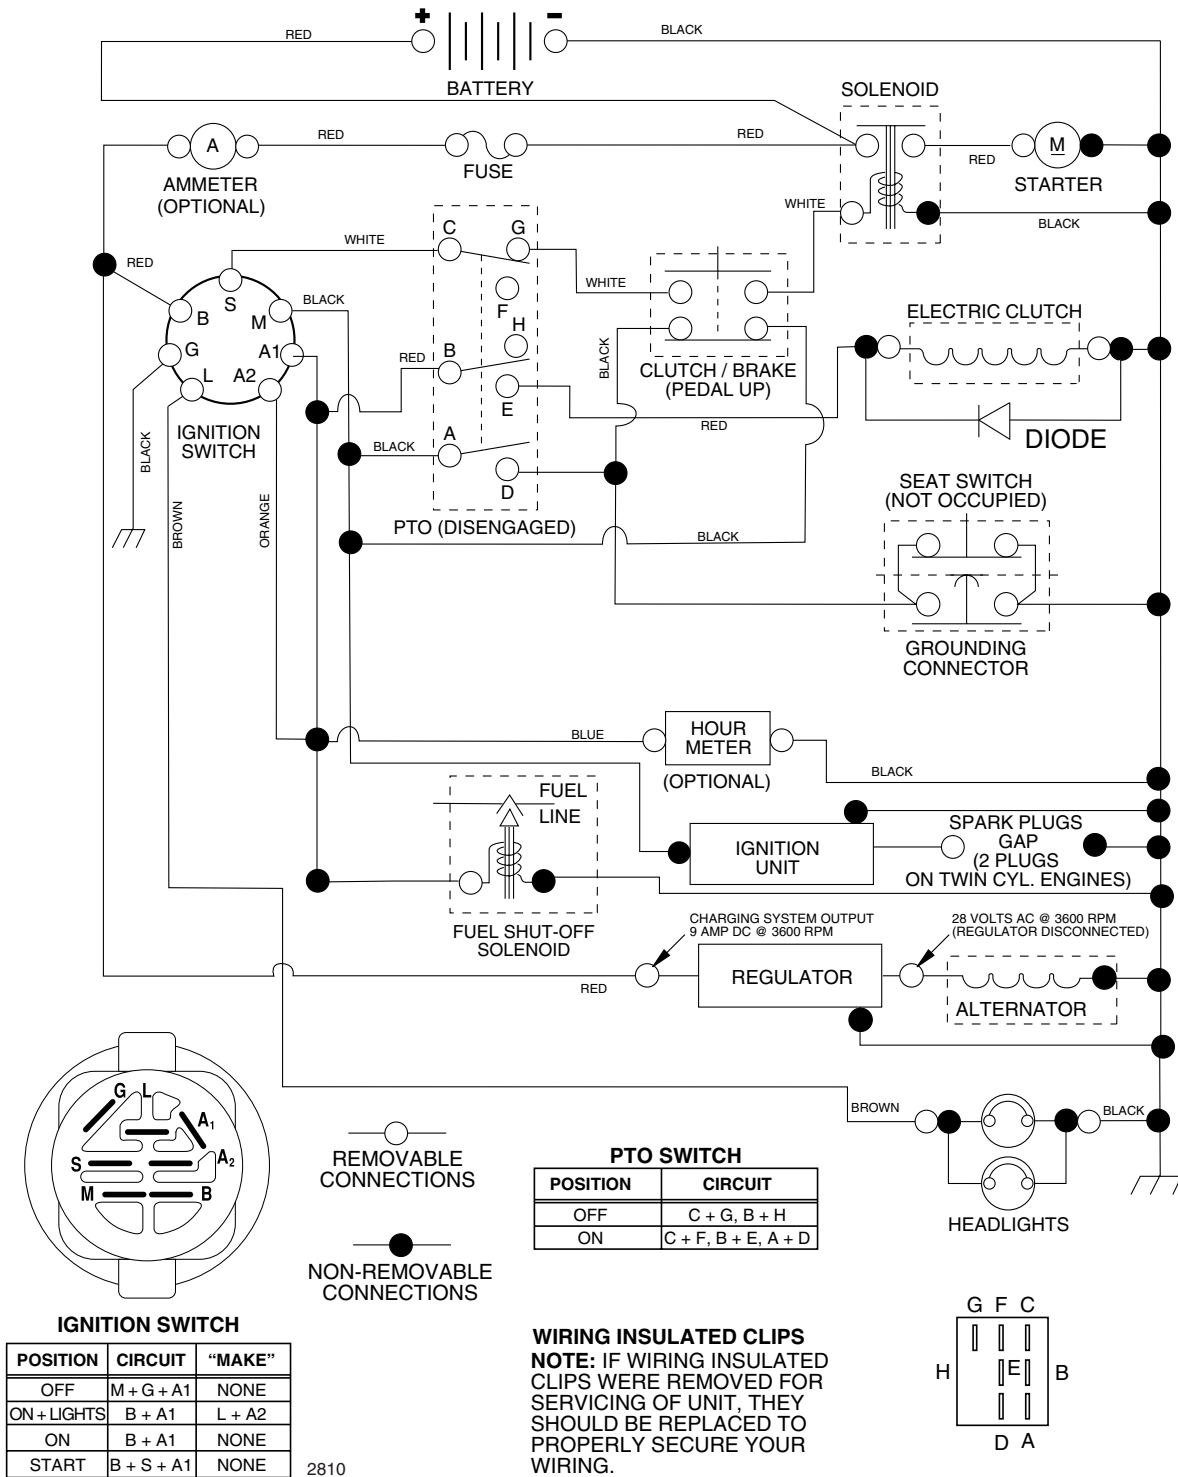 + −
RED
BLACK
BATTERY
SOLENOID
A
RED
RED
RED
M
FUSE
AMMETER
(OPTIONAL)
STARTER
WHITE
BLACK
C
G
WHITE
RED
S
WHITE
F
BLACK
B
M
H
ELECTRIC CLUTCH
G
A1
RED
B
BLACK
CLUTCH / BRAKE
(PEDAL UP)
L
A2
E
RED
DIODE
IGNITION
SWITCH
BLACK
A
BLACK
SEAT SWITCH
(NOT OCCUPIED)
BROWN
ORANGE
D
PTO (DISENGAGED)
BLACK
GROUNDING
CONNECTOR
BLUE
HOUR
METER
(OPTIONAL)
BLACK
FUEL
LINE
SPARK PLUGS
GAP
(2 PLUGS
ON TWIN CYL. ENGINES)
IGNITION
UNIT
FUEL SHUT-OFF
SOLENOID
CHARGING SYSTEM OUTPUT
9 AMP DC @ 3600 RPM
28 VOLTS AC @ 3600 RPM
(REGULATOR DISCONNECTED)
RED
REGULATOR
ALTERNATOR
G L
A1
S
A2
M
B
BROWN
BLACK
HEADLIGHTS
REMOVABLE
CONNECTIONS
NON-REMOVABLE
CONNECTIONS
PTO SWITCH
POSITION CIRCUIT
OFF C + G, B + H
ON C + F, B + E, A + D
IGNITION SWITCH
POSITION CIRCUIT “MAKE”
OFF M + G + A1 NONE
ON + LIGHTS B + A1 L + A2
ON B + A1 NONE
START B + S + A1 NONE
2810
WIRING INSULATED CLIPS
NOTE: IF WIRING INSULATED
CLIPS WERE REMOVED FOR
SERVICING OF UNIT, THEY
SHOULD BE REPLACED TO
PROPERLY SECURE YOUR
WIRING.
G F C
H E B
D A